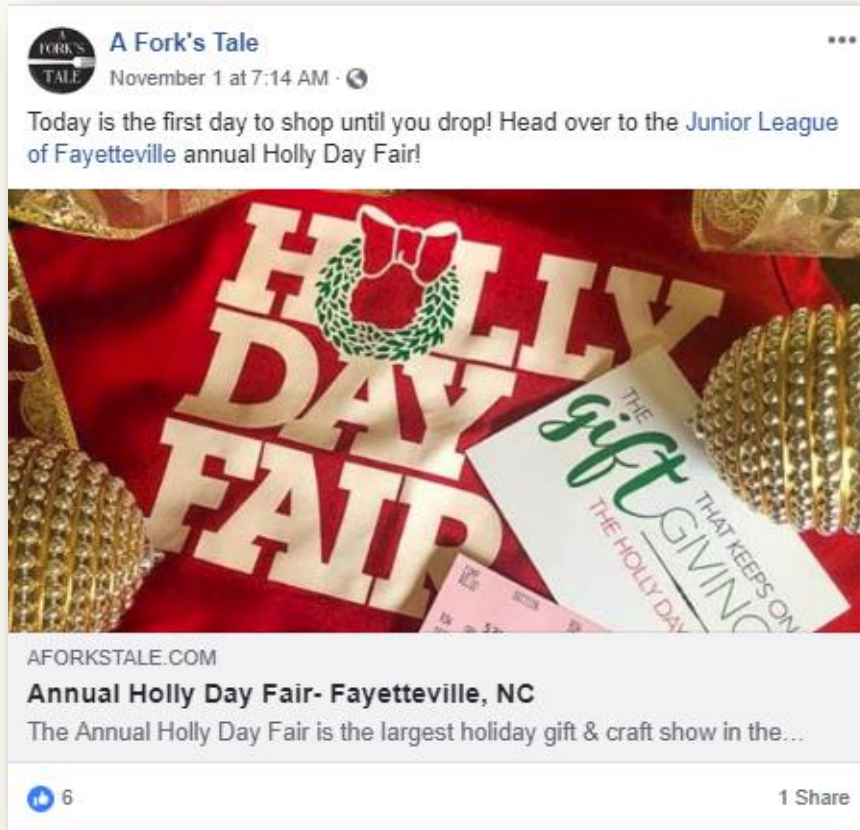 A
FORK'S
TALE
A Fork's Tale
November 1 at 7:14 AM ·
Today is the first day to shop until you drop! Head over to the Junior League
of Fayetteville annual Holly Day Fair!
HOLLY
DAY
FAIR
THE
gift
THAT KEEPS ON
GIVING
THE HOLLY DAY
SECTION
AFORKSTALE.COM
Annual Holly Day Fair- Fayetteville, NC
The Annual Holly Day Fair is the largest holiday gift & craft show in the...
6
1 Share